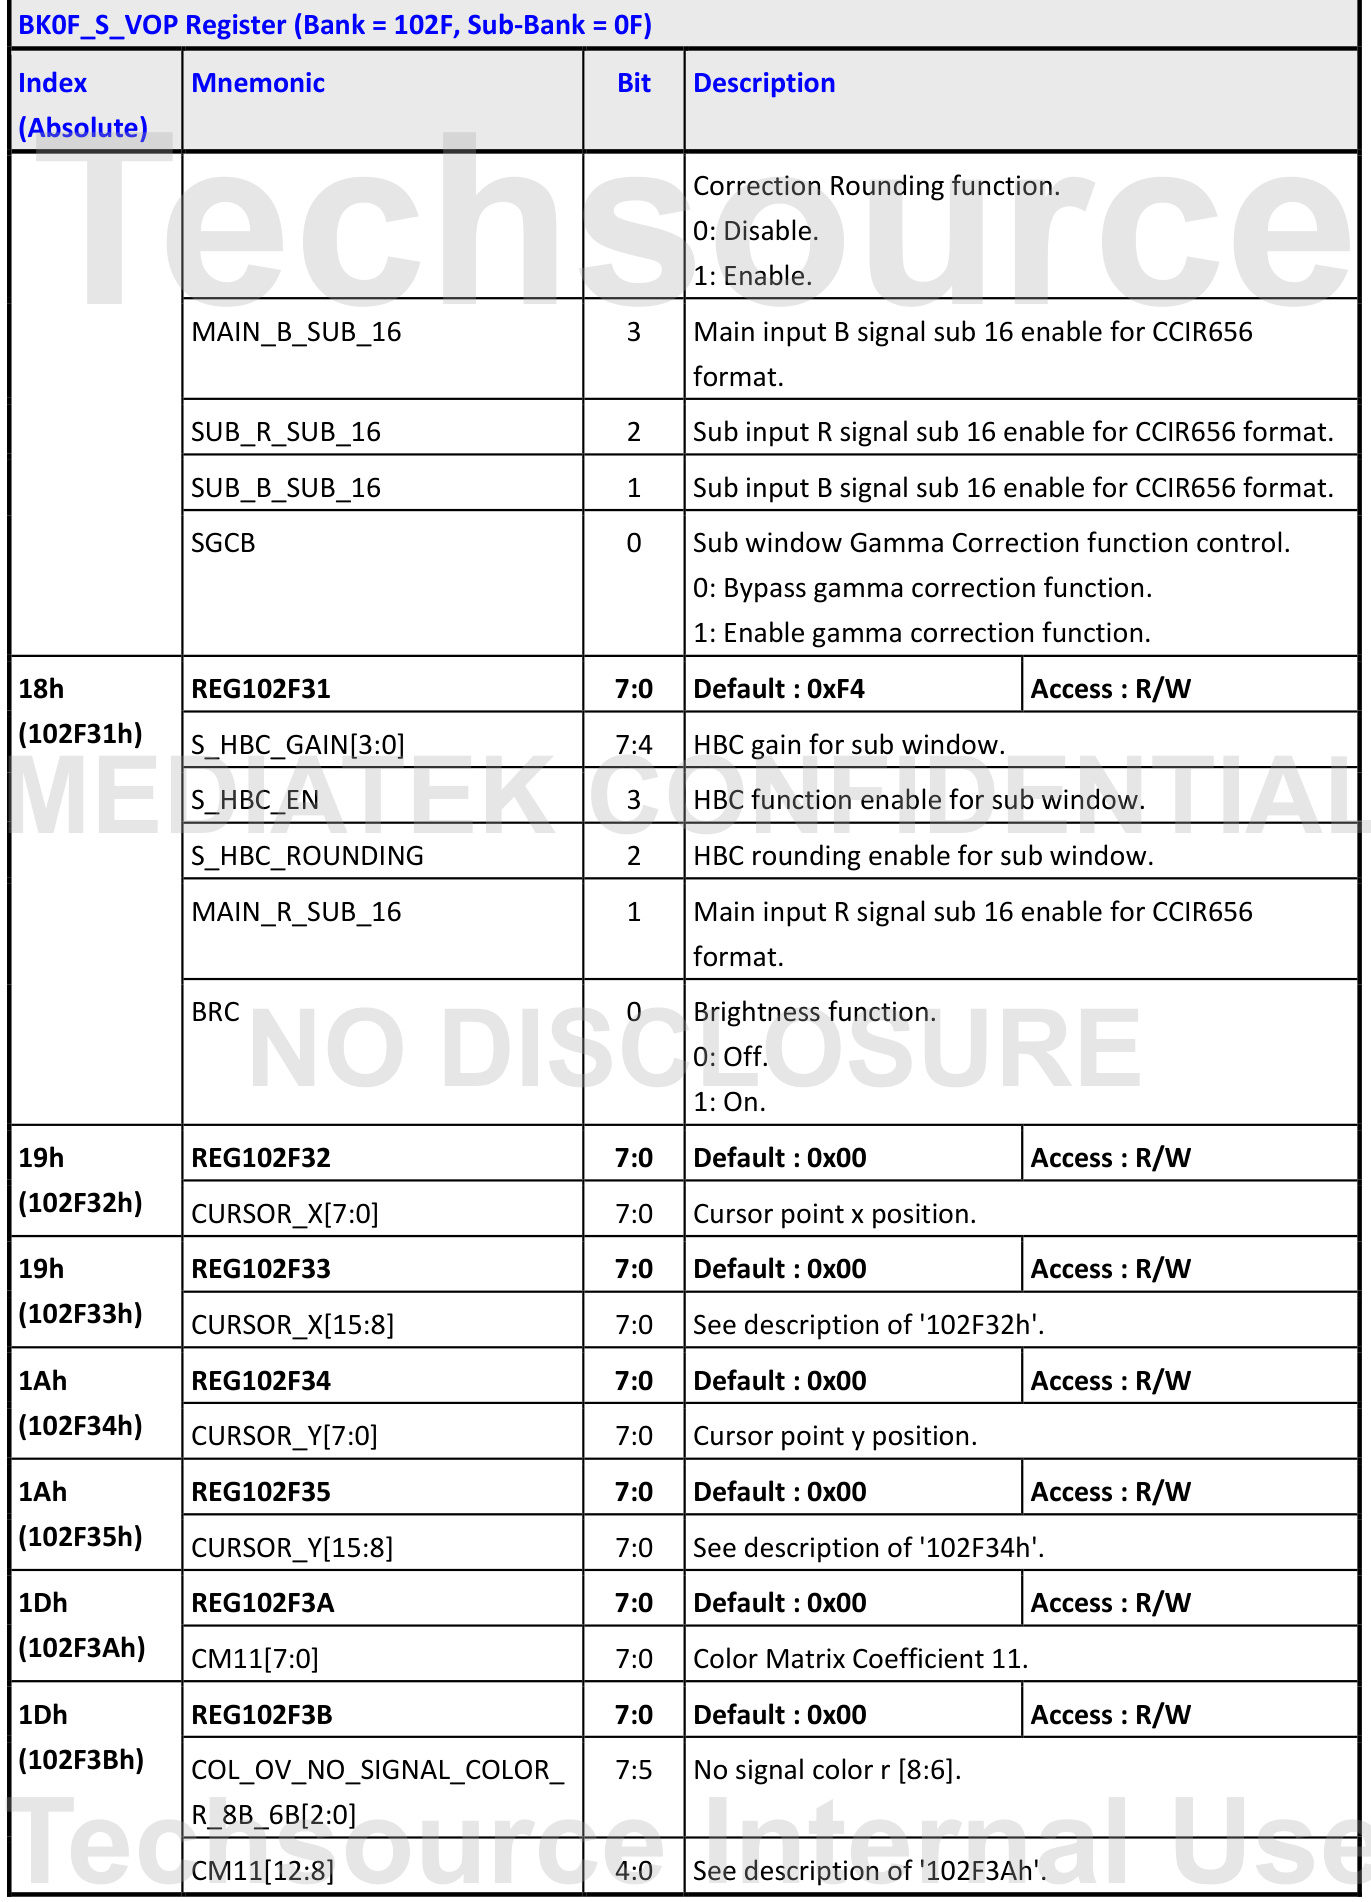 BK0F_S_VOP Register (Bank = 102F, Sub-Bank = 0F)
Index (Absolute) Mnemonic Bit Description
Correction Rounding function.
0: Disable.
1: Enable.
MAIN_B_SUB_16 3 Main input B signal sub 16 enable for CCIR656
format.
SUB_R_SUB_16 2 Sub input R signal sub 16 enable for CCIR656 format.
SUB_B_SUB_16 1 Sub input B signal sub 16 enable for CCIR656 format.
SGCB 0 Sub window Gamma Correction function control.
0: Bypass gamma correction function.
1: Enable gamma correction function.
18h REG102F31 7:0 Default : 0xF4 Access : R/W
(102F31h)
S_HBC_GAIN[3:0] 7:4 HBC gain for sub window.
S_HBC_EN 3 HBC function enable for sub window.
S_HBC_ROUNDING 2 HBC rounding enable for sub window.
MAIN_R_SUB_16 1 Main input R signal sub 16 enable for CCIR656
format.
BRC 0 Brightness function.
0: Off.
1: On.
19h REG102F32 7:0 Default : 0x00 Access : R/W
(102F32h)
CURSOR_X[7:0] 7:0 Cursor point x position.
19h REG102F33 7:0 Default : 0x00 Access : R/W
(102F33h)
CURSOR_X[15:8] 7:0 See description of '102F32h'.
1Ah REG102F34 7:0 Default : 0x00 Access : R/W
(102F34h)
CURSOR_Y[7:0] 7:0 Cursor point y position.
1Ah REG102F35 7:0 Default : 0x00 Access : R/W
(102F35h)
CURSOR_Y[15:8] 7:0 See description of '102F34h'.
1Dh REG102F3A 7:0 Default : 0x00 Access : R/W
(102F3Ah)
CM11[7:0] 7:0 Color Matrix Coefficient 11.
1Dh REG102F3B 7:0 Default : 0x00 Access : R/W
(102F3Bh)
COL_OV_NO_SIGNAL_COLOR_ 7:5 No signal color r [8:6].
R_8B_6B[2:0]
CM11[12:8] 4:0 See description of '102F3Ah'.
Techsource
MEDIATEK CONFIDENTIAL
NO DISCLOSURE
Techsource Internal Use